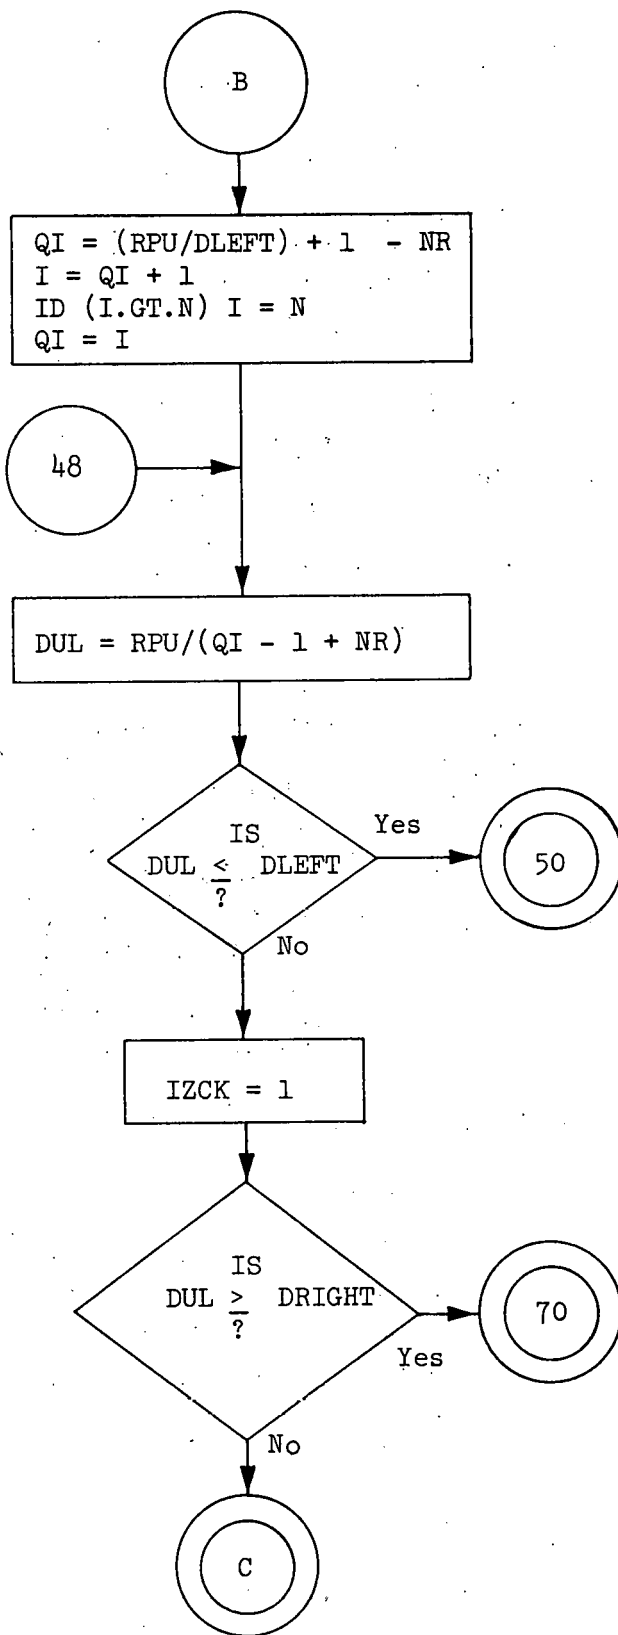 B
QI = (RPU/DLEFT) + 1 - NR
I = QI + 1
ID (I.GT.N) I = N
QI = I
48
DUL = RPU/(QI - 1 + NR)
IS
DUL ≤ DLEFT
?
Yes
50
No
IZCK = 1
IS
DUL ≥ DRIGHT
?
Yes
70
No
C